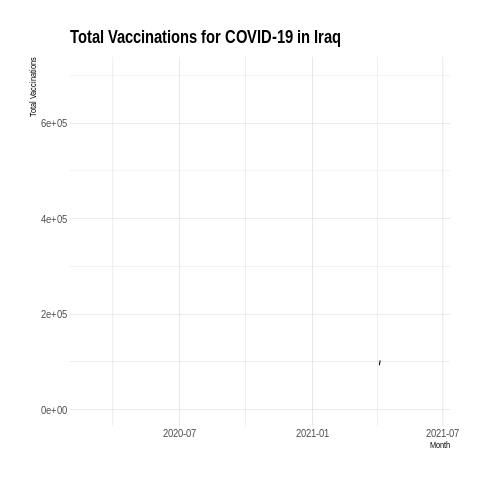 Total Vaccinations for COVID-19 in Iraq
Total Vaccinations
6e+05
4e+05
2e+05
0e+00
2020-07
2021-01
2021-07
Month